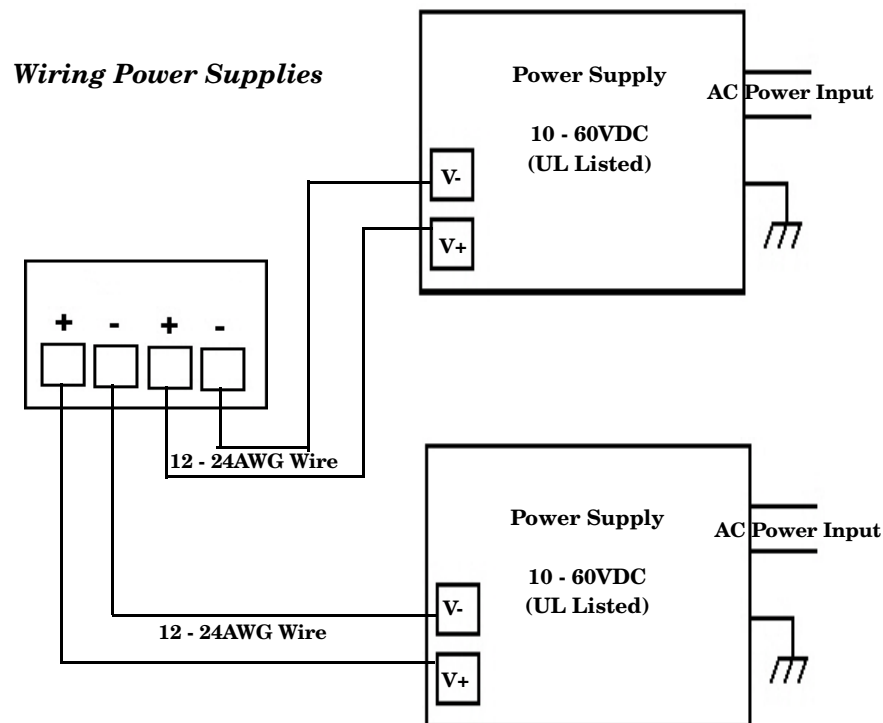 Wiring Power Supplies
Power Supply
10 - 60VDC
(UL Listed)
AC Power Input
V-
V+
+ - + -
12 - 24AWG Wire
Power Supply
10 - 60VDC
(UL Listed)
AC Power Input
V-
V+
12 - 24AWG Wire